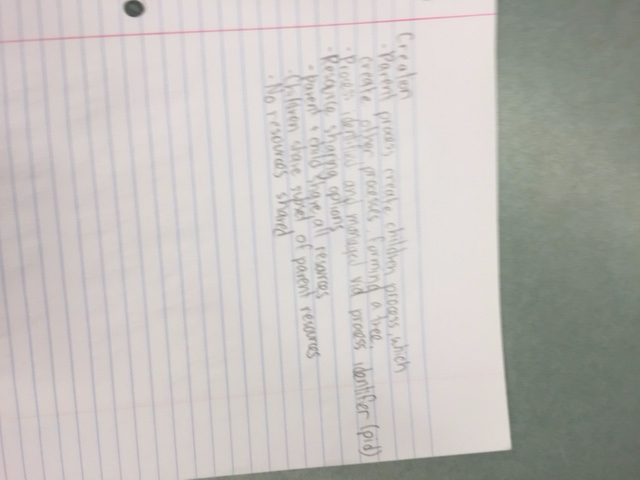 Creation
- Parent process create children process, which
create other processes, forming a tree.
- Process identified and managed via process identifier (pid)
- Resource sharing options
- Parent + child share all resources
- Children share subset of parent resources
- No resources shared